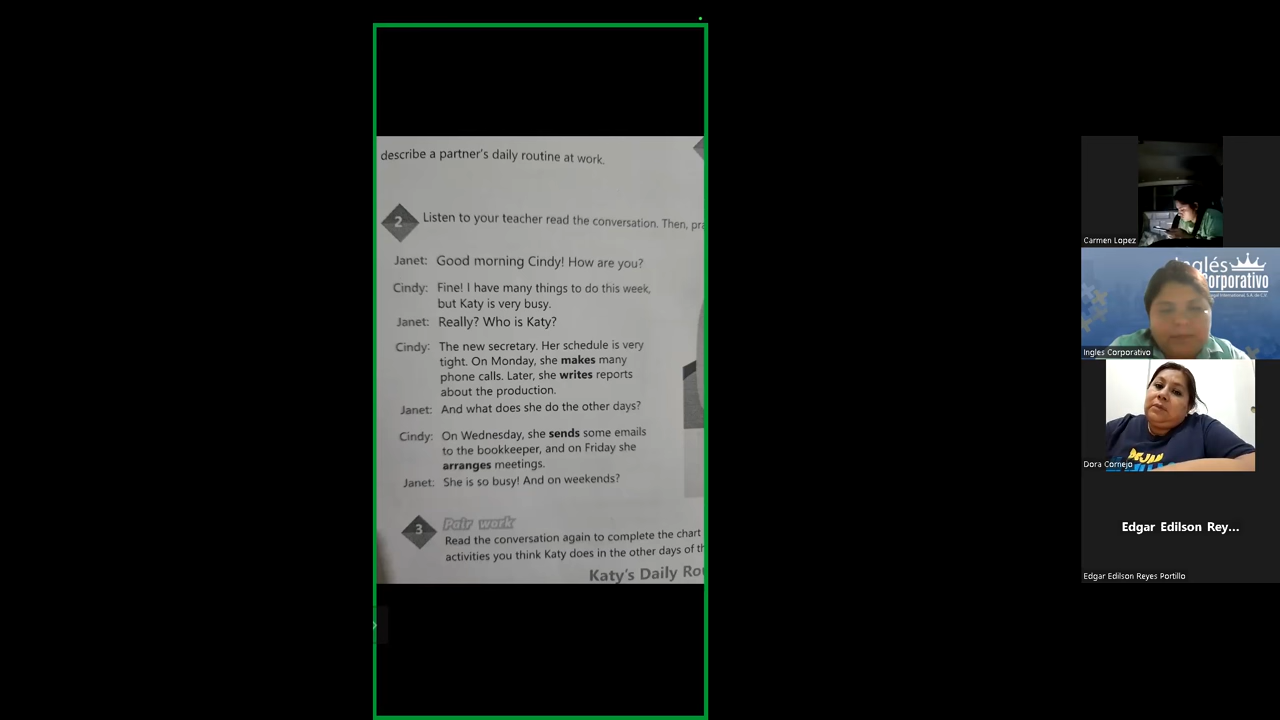 describe a partner's daily routine at work.
2 Listen to your teacher read the conversation. Then,
Janet: Good morning Cindy! How are you?
Cindy: Fine! I have many things to do this week,
but Katy is very busy.
Janet: Really? Who is Katy?
Cindy: The new secretary. Her schedule is very
tight. On Monday, she makes many
phone calls. Later, she writes reports
about the production.
Janet: And what does she do the other days?
Cindy: On Wednesday, she sends some emails
to the bookkeeper, and on Friday she
arranges meetings.
Janet: She is so busy! And on weekends?
3 Pair work
Read the conversation again to complete the chart
activities you think Katy does in the other days of
Katy's Daily
Carmen Lopez
Inglés
Corporativo
Ingles Corporativo
Dora Cornejo
Edgar Edilson Rey...
Edgar Edilson Reyes Portillo